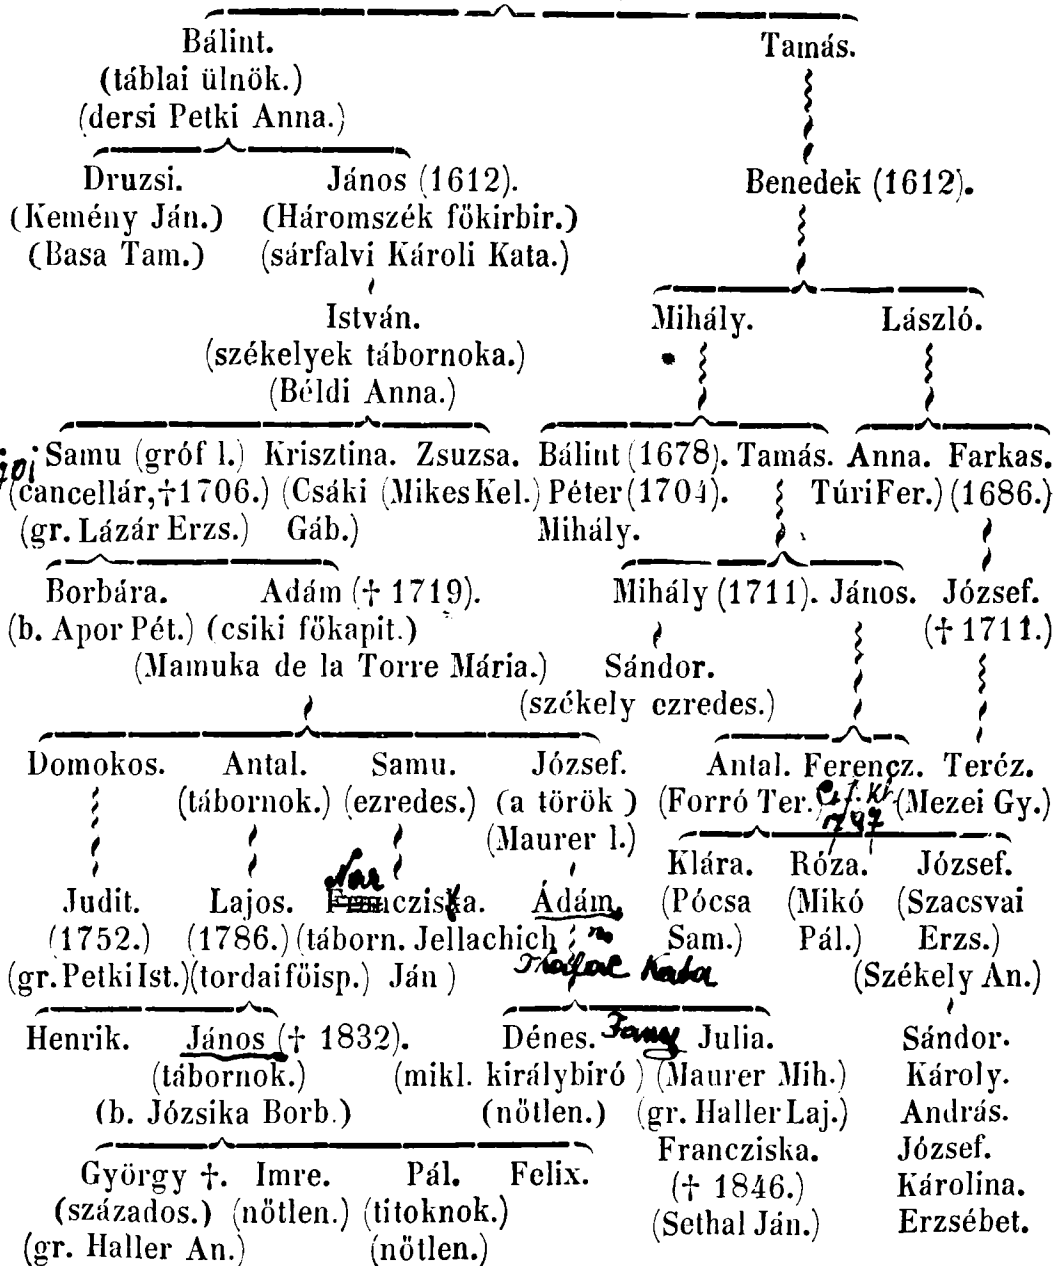 Bálint. Tamás.
(táblai ülnök.)
(dersi Petki Anna.)
Druzsi. János (1612). Benedek (1612).
(Kemény Ján.) (Háromszék főkirbir.)
(Basa Tam.) (sárfalvi Károli Kata.)
István. Mihály. László.
(székelyek tábornoka.)
(Béldi Anna.)
Samu (gróf l.) Krisztina. Zsuzsa. Bálint (1678). Tamás. Anna. Farkas.
(cancellár, †1706.) (Csáki (Mikes Kel.) Péter (1704). Túri Fer.) (1686.)
(gr. Lázár Erzs.) Gáb.) Mihály.
Borbára. Adám († 1719). Mihály (1711). János. József.
(b. Apor Pét.) (csiki főkapit.) († 1711.)
(Mamuka de la Torre Mária.) Sándor.
(székely ezredes.)
Domokos. Antal. Samu. József. Antal. Ferencz. Teréz.
(tábornok.) (ezredes.) (a török) (Forró Ter.) (Mezei Gy.)
(Maurer l.) 1797
Klára. Róza. József.
Judit. Lajos. Francziska. Ádám. (Pócsa (Mikó (Szacsvai
(1752.) (1786.) (táborn. Jellachich Sam.) Pál.) Erzs.)
(gr. Petki Ist.) (tordai főisp.) Ján) Kata (Székely An.)
Henrik. János († 1832). Dénes. Fany Julia. Sándor.
(tábornok.) (mikl. királybiró) (Maurer Mih.) Károly.
(b. Józsika Borb.) (nőtlen.) (gr. Haller Laj.) András.
Francziska. József.
György †. Imre. Pál. Felix. († 1846.) Károlina.
(százados.) (nőtlen.) (titoknok.) (Sethal Ján.) Erzsébet.
(gr. Haller An.) (nőtlen.)